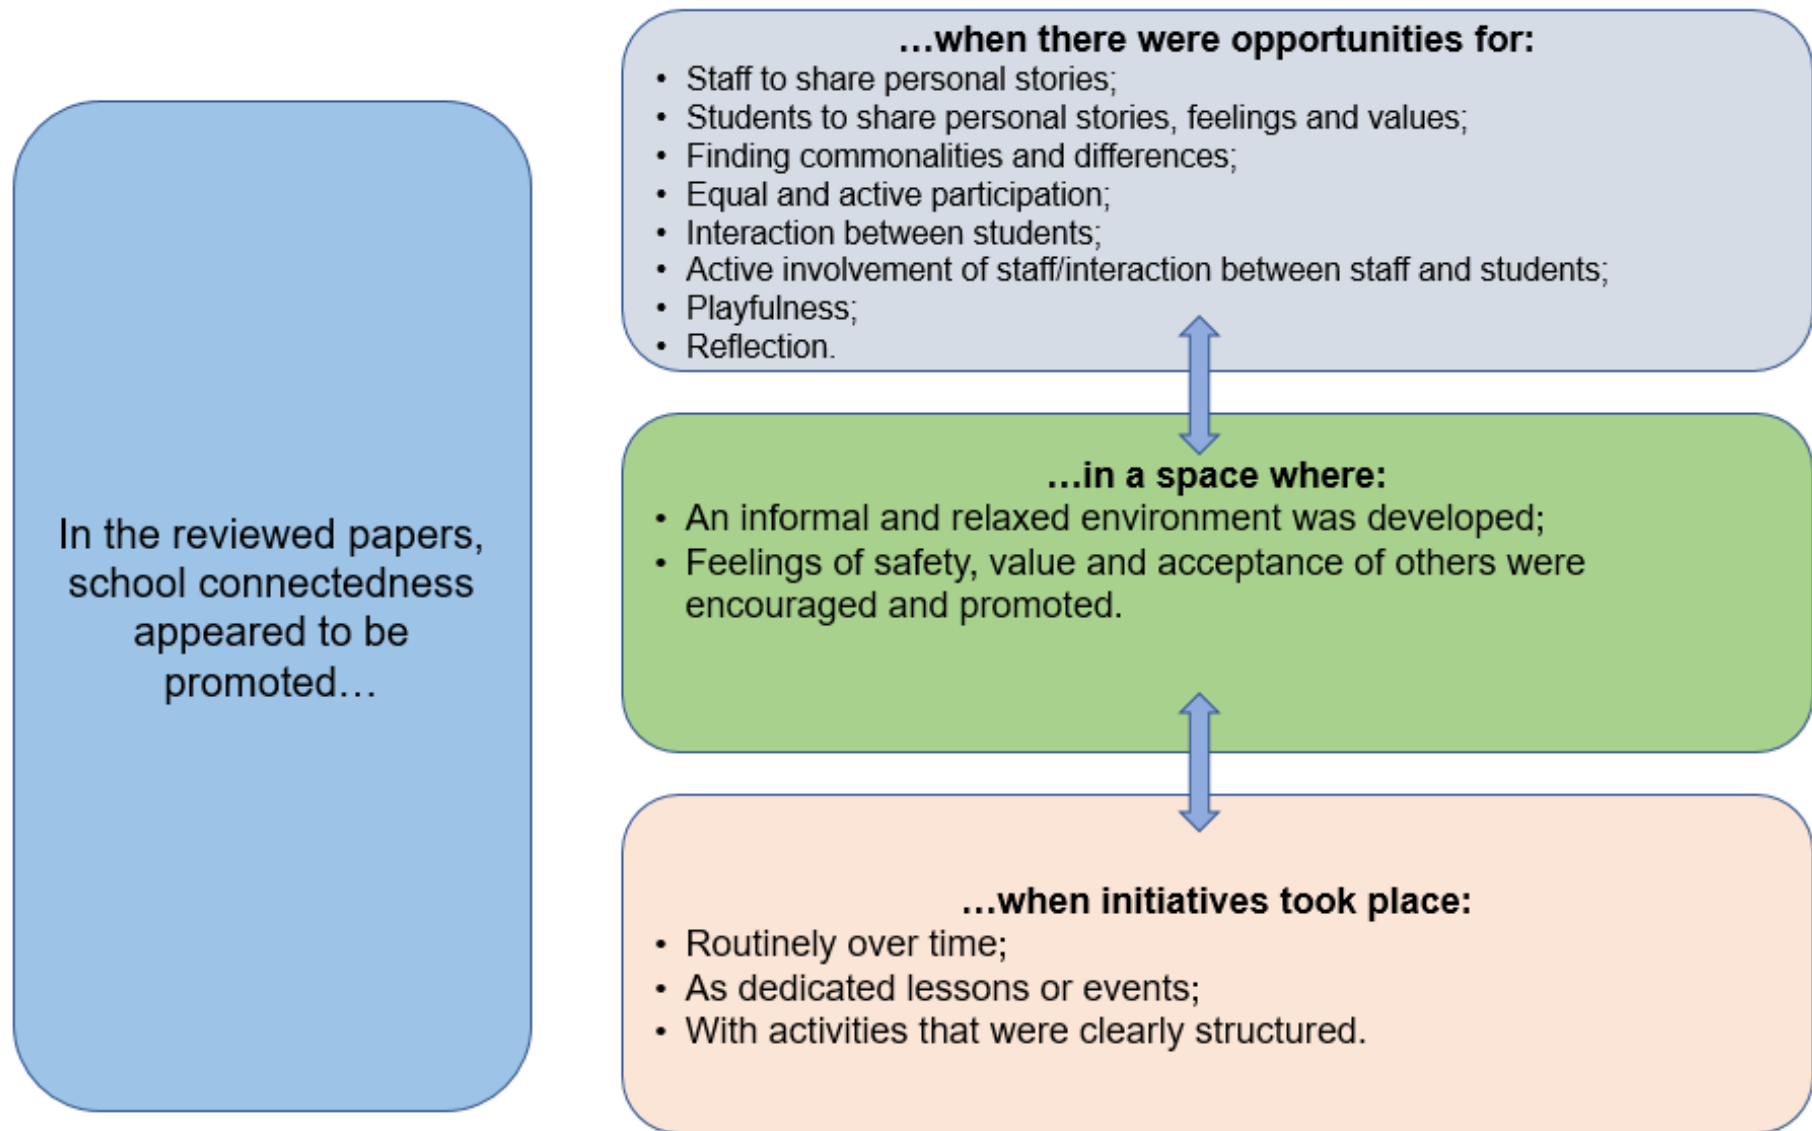 In the reviewed papers,
school connectedness
appeared to be
promoted…
…when there were opportunities for:
• Staff to share personal stories;
• Students to share personal stories, feelings and values;
• Finding commonalities and differences;
• Equal and active participation;
• Interaction between students;
• Active involvement of staff/interaction between staff and students;
• Playfulness;
• Reflection.
…in a space where:
• An informal and relaxed environment was developed;
• Feelings of safety, value and acceptance of others were
encouraged and promoted.
…when initiatives took place:
• Routinely over time;
• As dedicated lessons or events;
• With activities that were clearly structured.